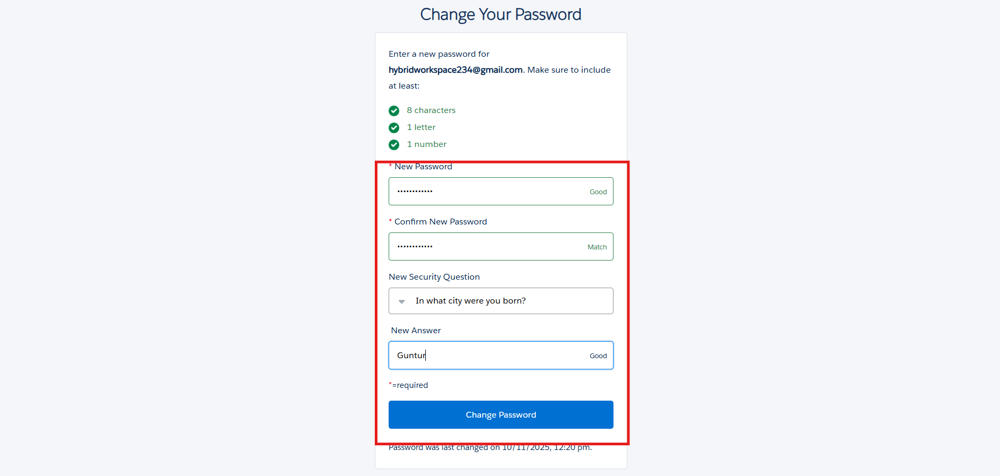 Change Your Password
Enter a new password for
hybridworkspace234@gmail.com. Make sure to include
at least:
8 characters
1 letter
1 number
* New Password
•••••••••••• Good
* Confirm New Password
•••••••••••• Match
New Security Question
In what city were you born?
New Answer
Guntur Good
*=required
Change Password
Password was last changed on 10/11/2025, 12:20 pm.